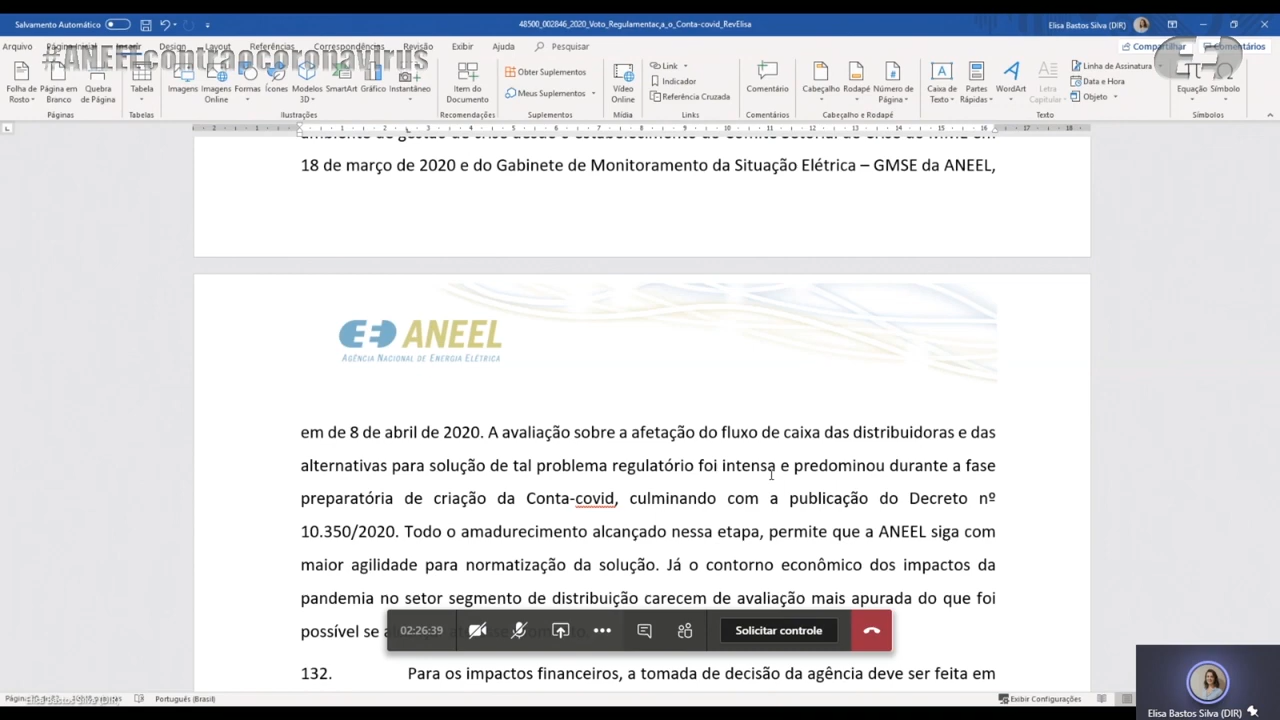 Salvamento Automático
48500_002846_2020_Voto_Regulamentac,a_o_Conta-covid_RevElisa
Elisa Bastos Silva (DIR)
#ANEELcontraocoronavirus
Arquivo Página Inicial Inserir Design Layout Referências Correspondências Revisão Exibir Ajuda Pesquisar
Compartilhar Comentários
Folha de Rosto
Página em Branco
Quebra de Página
Tabela
Imagens
Imagens Online
Formas
Ícones
Modelos 3D
SmartArt
Gráfico
Instantâneo
Item do Documento
Obter Suplementos
Meus Suplementos
Vídeo Online
Link
Indicador
Referência Cruzada
Comentário
Cabeçalho
Rodapé
Número de Página
Caixa de Texto
Partes Rápidas
WordArt
Letra Capitular
Linha de Assinatura
Data e Hora
Objeto
Equação
Símbolo
Páginas
Tabelas
Ilustrações
Recomendações
Suplementos
Mídia
Links
Comentários
Cabeçalho e Rodapé
Texto
Símbolos
18 de março de 2020 e do Gabinete de Monitoramento da Situação Elétrica – GMSE da ANEEL,
ANEEL
AGÊNCIA NACIONAL DE ENERGIA ELÉTRICA
em de 8 de abril de 2020. A avaliação sobre a afetação do fluxo de caixa das distribuidoras e das
alternativas para solução de tal problema regulatório foi intensa e predominou durante a fase
preparatória de criação da Conta-covid, culminando com a publicação do Decreto nº
10.350/2020. Todo o amadurecimento alcançado nessa etapa, permite que a ANEEL siga com
maior agilidade para normatização da solução. Já o contorno econômico dos impactos da
pandemia no setor segmento de distribuição carecem de avaliação mais apurada do que foi
possível se
02:26:39
Solicitar controle
132. Para os impactos financeiros, a tomada de decisão da agência deve ser feita em
Português (Brasil)
Exibir Configurações
Elisa Bastos Silva (DIR)